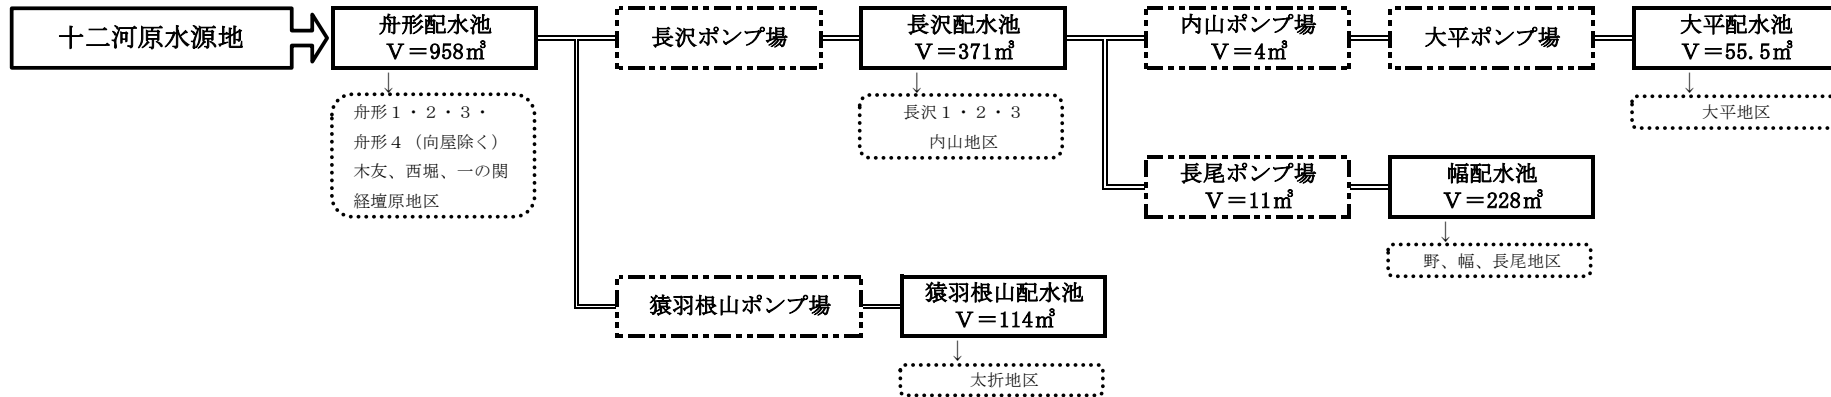 十二河原水源地
舟形配水池
Ｖ＝958㎥
長沢ポンプ場
長沢配水池
Ｖ＝371㎥
内山ポンプ場
Ｖ＝4㎥
大平ポンプ場
大平配水池
Ｖ＝55.5㎥
↓
舟形１・２・３・
舟形４（向屋除く）
木友、西堀、一の関
経壇原地区
↓
長沢１・２・３
内山地区
↓
大平地区
長尾ポンプ場
Ｖ＝11㎥
幅配水池
Ｖ＝228㎥
↓
野、幅、長尾地区
猿羽根山ポンプ場
猿羽根山配水池
Ｖ＝114㎥
↓
太折地区